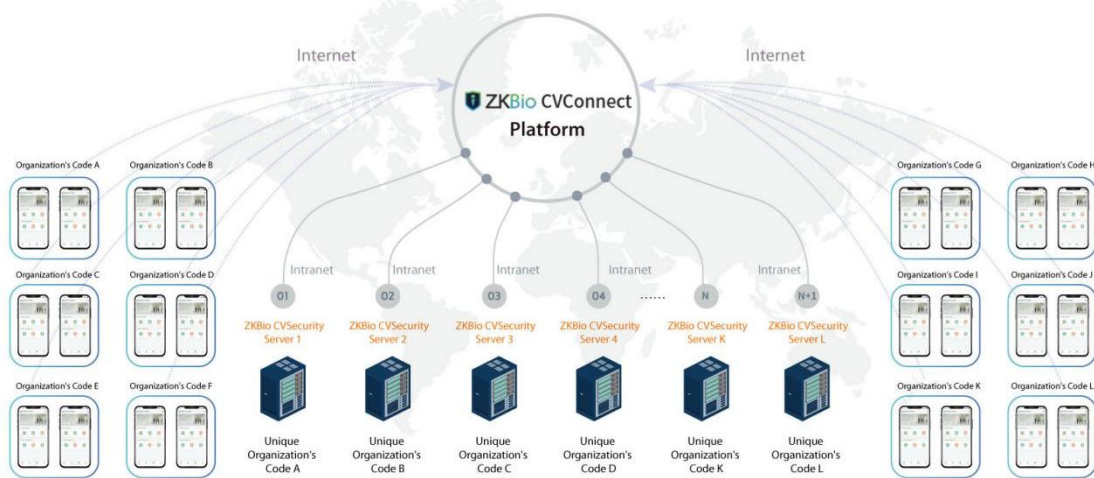 Internet
Internet
ZKBio CVConnect
Platform
Organization's Code A
Organization's Code B
Organization's Code G
Organization's Code H
Organization's Code C
Organization's Code D
Organization's Code I
Organization's Code J
Intranet
Intranet
Intranet
Intranet
Intranet
01
02
03
04
......
N
N+1
ZKBio CVSecurity
Server 1
ZKBio CVSecurity
Server 2
ZKBio CVSecurity
Server 3
ZKBio CVSecurity
Server 4
ZKBio CVSecurity
Server K
ZKBio CVSecurity
Server L
Organization's Code E
Organization's Code F
Organization's Code K
Organization's Code L
Unique
Organization's
Code A
Unique
Organization's
Code B
Unique
Organization's
Code C
Unique
Organization's
Code D
Unique
Organization's
Code K
Unique
Organization's
Code L